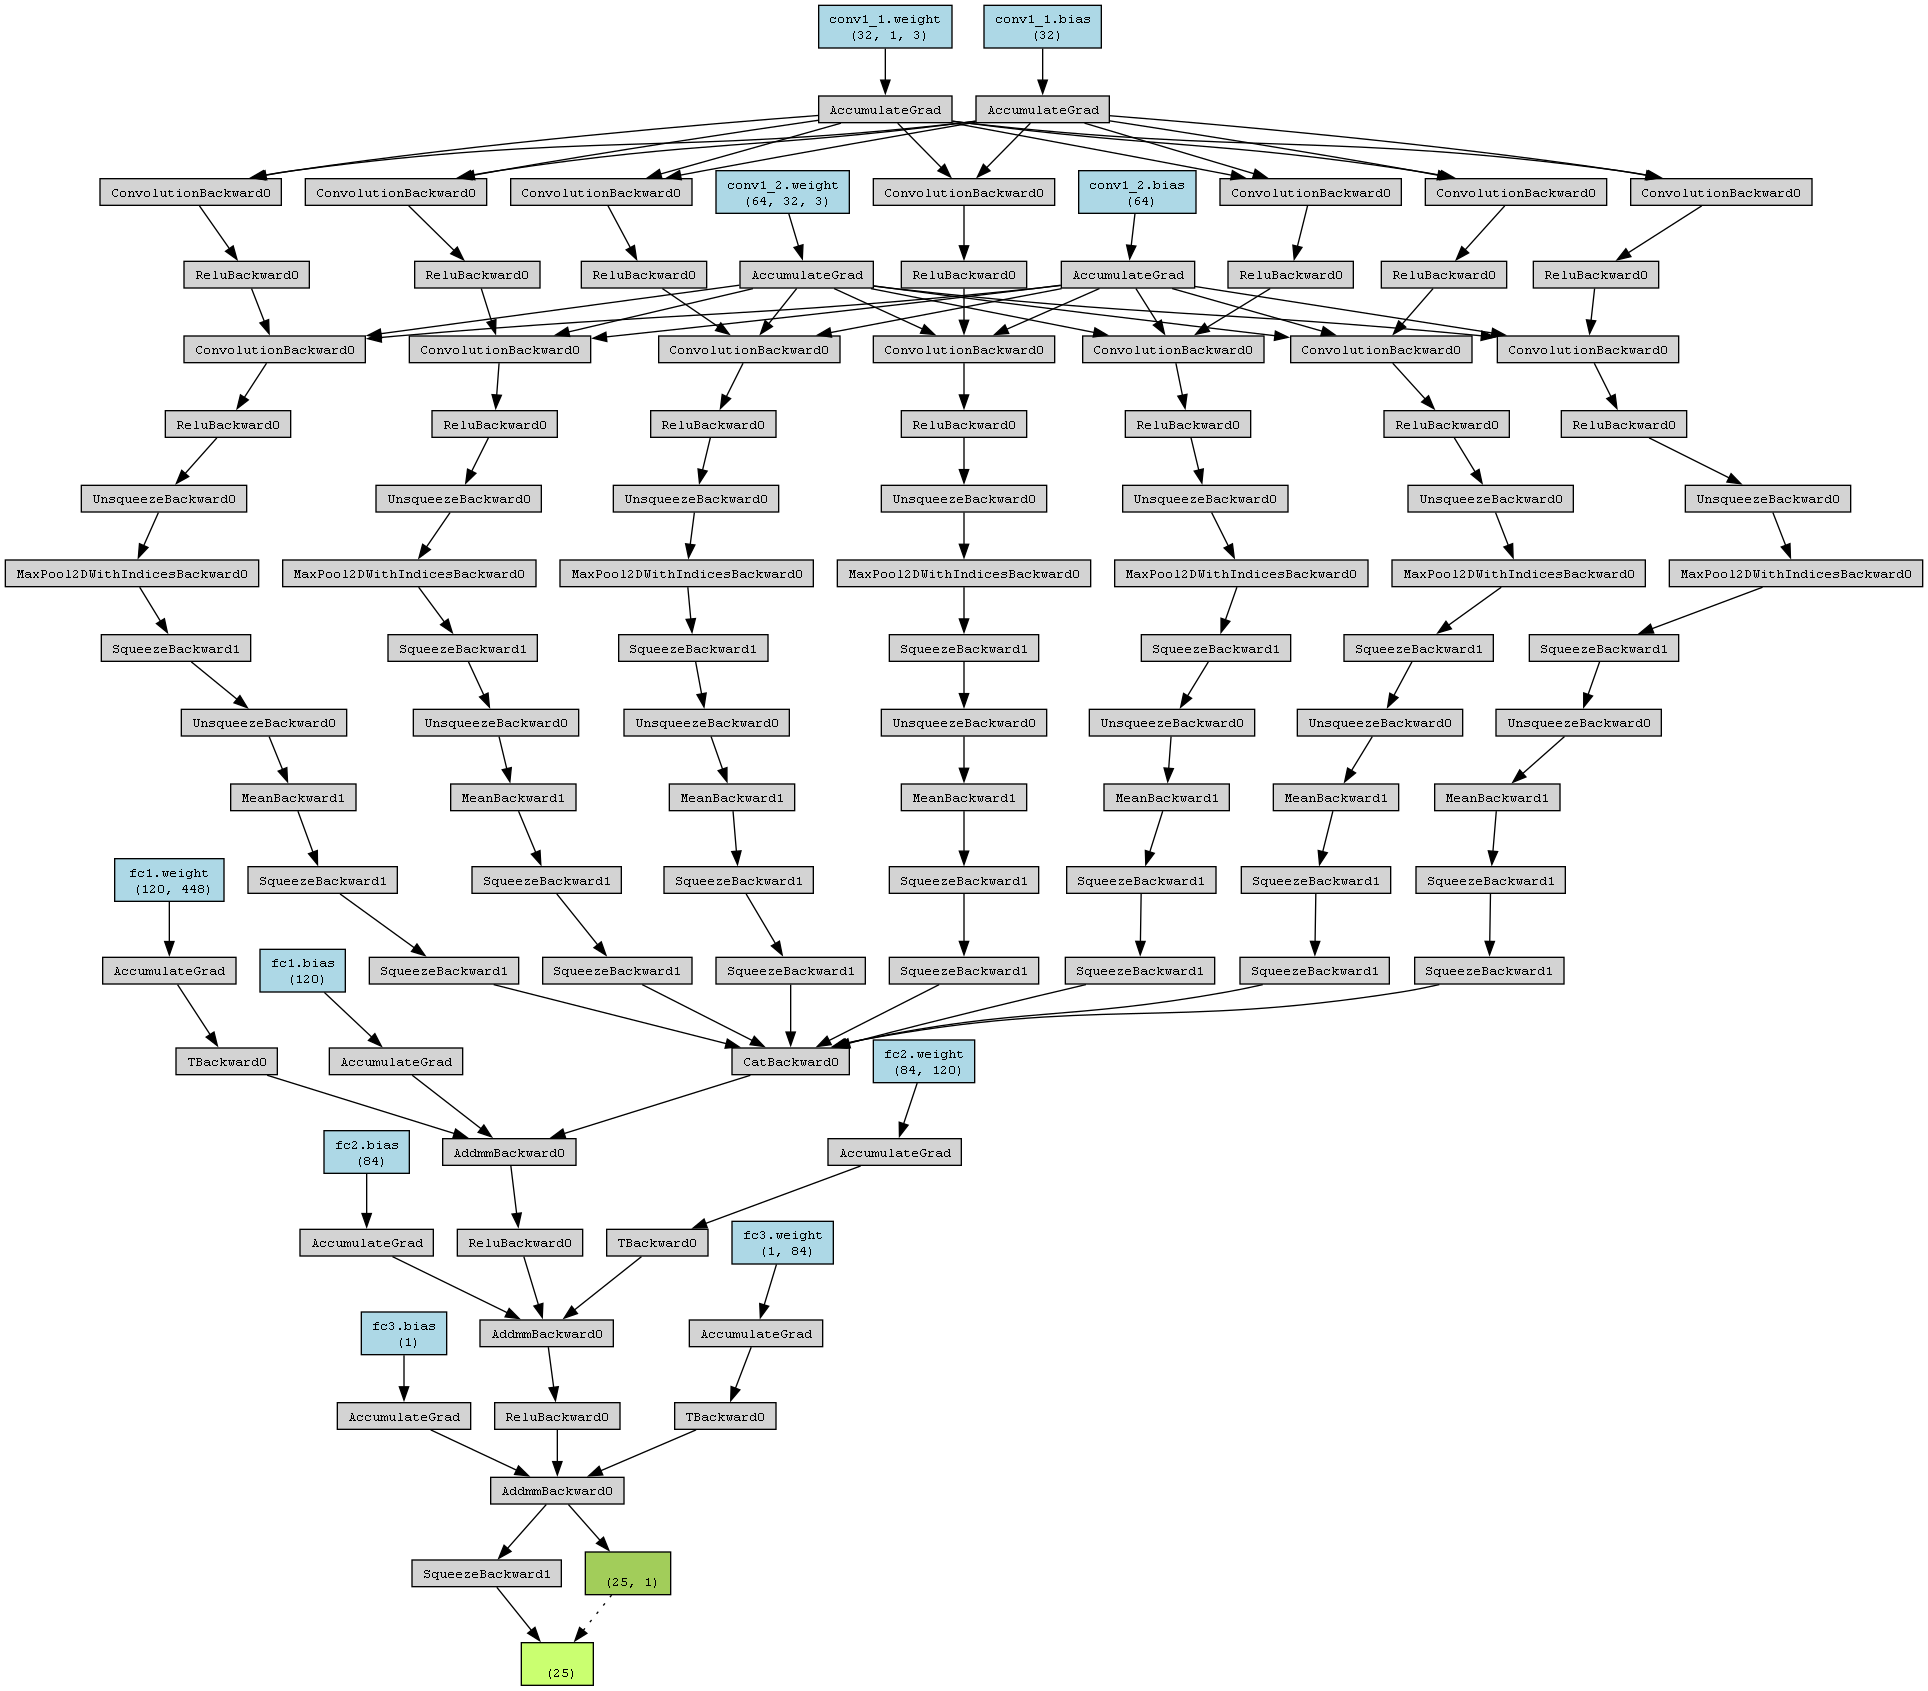 conv1_1.weight
(32, 1, 3)
conv1_1.bias
(32)
AccumulateGrad
AccumulateGrad
ConvolutionBackward0
ConvolutionBackward0
ConvolutionBackward0
conv1_2.weight
(64, 32, 3)
ConvolutionBackward0
conv1_2.bias
(64)
ConvolutionBackward0
ConvolutionBackward0
ConvolutionBackward0
ReluBackward0
ReluBackward0
ReluBackward0
AccumulateGrad
ReluBackward0
AccumulateGrad
ReluBackward0
ReluBackward0
ReluBackward0
ConvolutionBackward0
ConvolutionBackward0
ConvolutionBackward0
ConvolutionBackward0
ConvolutionBackward0
ConvolutionBackward0
ConvolutionBackward0
ReluBackward0
ReluBackward0
ReluBackward0
ReluBackward0
ReluBackward0
ReluBackward0
ReluBackward0
UnsqueezeBackward0
UnsqueezeBackward0
UnsqueezeBackward0
UnsqueezeBackward0
UnsqueezeBackward0
UnsqueezeBackward0
UnsqueezeBackward0
MaxPool2DWithIndicesBackward0
MaxPool2DWithIndicesBackward0
MaxPool2DWithIndicesBackward0
MaxPool2DWithIndicesBackward0
MaxPool2DWithIndicesBackward0
MaxPool2DWithIndicesBackward0
MaxPool2DWithIndicesBackward0
SqueezeBackward1
SqueezeBackward1
SqueezeBackward1
SqueezeBackward1
SqueezeBackward1
SqueezeBackward1
SqueezeBackward1
UnsqueezeBackward0
UnsqueezeBackward0
UnsqueezeBackward0
UnsqueezeBackward0
UnsqueezeBackward0
UnsqueezeBackward0
UnsqueezeBackward0
MeanBackward1
MeanBackward1
MeanBackward1
MeanBackward1
MeanBackward1
MeanBackward1
MeanBackward1
fc1.weight
(120, 448)
SqueezeBackward1
SqueezeBackward1
SqueezeBackward1
SqueezeBackward1
SqueezeBackward1
SqueezeBackward1
SqueezeBackward1
AccumulateGrad
fc1.bias
(120)
SqueezeBackward1
SqueezeBackward1
SqueezeBackward1
SqueezeBackward1
SqueezeBackward1
SqueezeBackward1
SqueezeBackward1
TBackward0
AccumulateGrad
CatBackward0
fc2.weight
(84, 120)
fc2.bias
(84)
AddmmBackward0
AccumulateGrad
AccumulateGrad
ReluBackward0
TBackward0
fc3.weight
(1, 84)
fc3.bias
(1)
AddmmBackward0
AccumulateGrad
AccumulateGrad
ReluBackward0
TBackward0
AddmmBackward0
SqueezeBackward1
(25, 1)
(25)